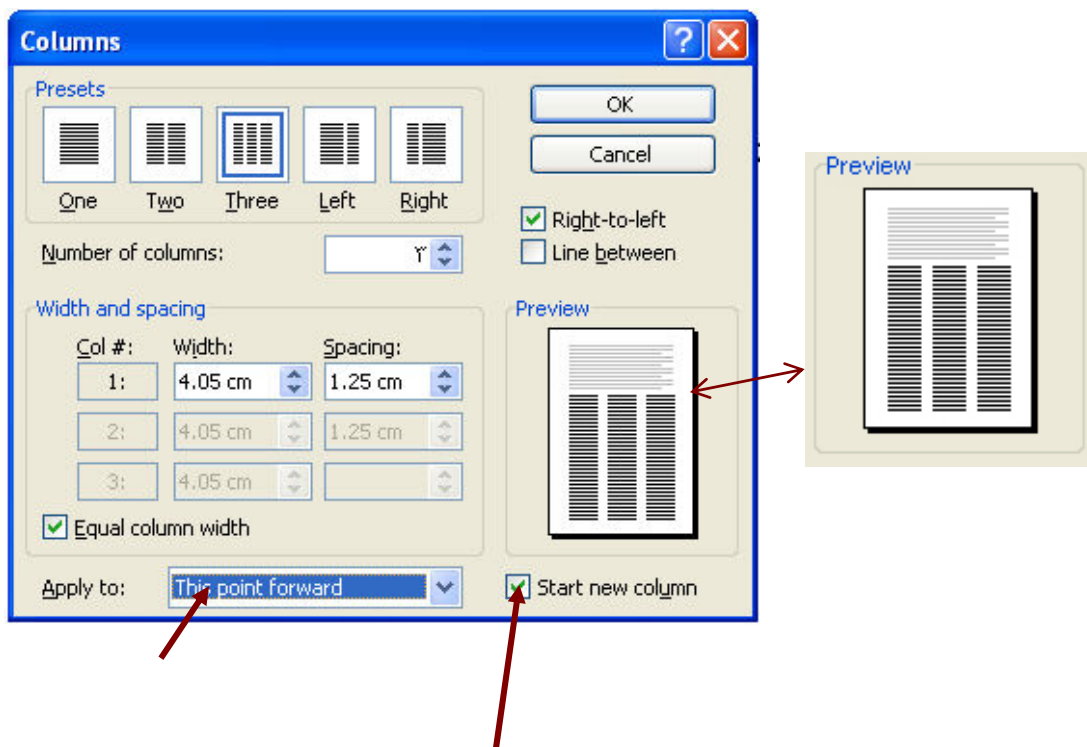 Columns
Presets
One Two Three Left Right
OK
Cancel
Number of columns: ٣
Right-to-left
Line between
Width and spacing
Col #: Width: Spacing:
1: 4.05 cm 1.25 cm
2: 4.05 cm 1.25 cm
3: 4.05 cm
Equal column width
Preview
Apply to: This point forward
Start new column
Preview